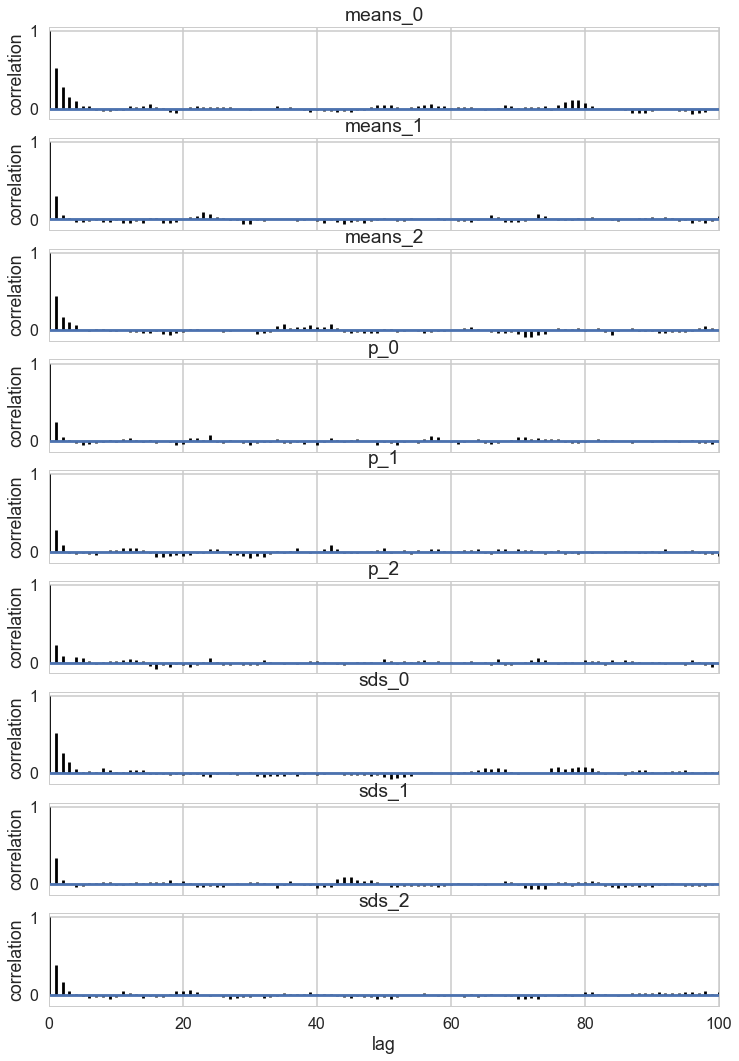 means_0
1
correlation
0
means_1
1
correlation
0
means_2
1
correlation
0
p_0
1
correlation
0
p_1
1
correlation
0
p_2
1
correlation
0
sds_0
1
correlation
0
sds_1
1
correlation
0
sds_2
1
correlation
0
0 20 40 60 80 100
lag